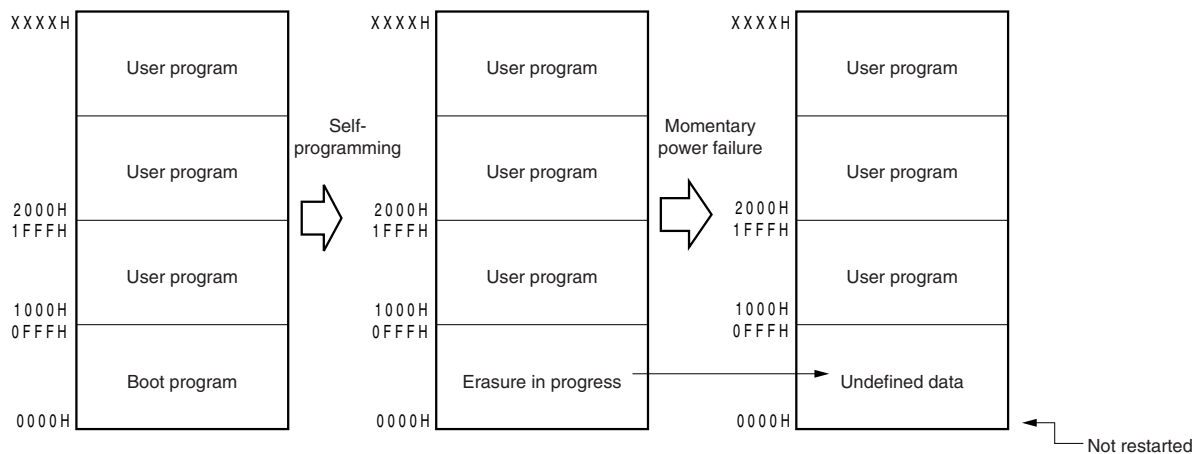 XXXXH
User program
User program
2000H
1FFFH
User program
1000H
0FFFH
Boot program
0000H
Self-
programming
XXXXH
User program
User program
2000H
1FFFH
User program
1000H
0FFFH
Erasure in progress
0000H
Momentary
power failure
XXXXH
User program
User program
2000H
1FFFH
User program
1000H
0FFFH
Undefined data
0000H
Not restarted